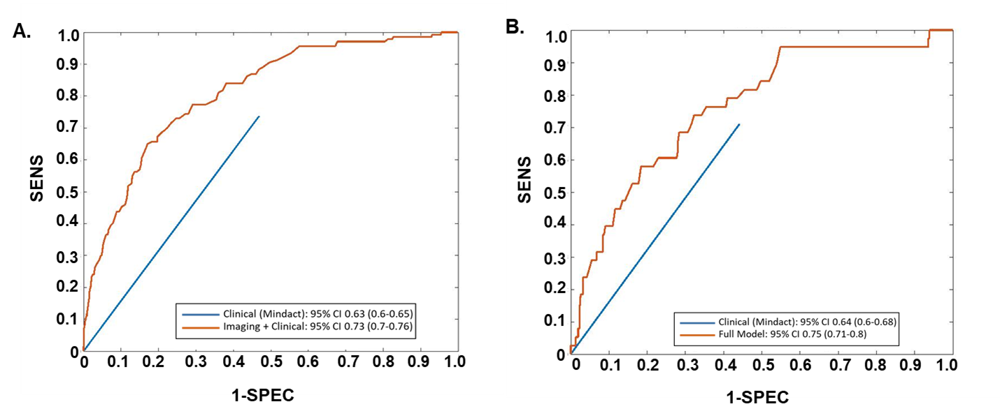 A.
1.0
0.9
0.8
0.7
0.6
0.5
0.4
0.3
0.2
0.1
0
SENS
Clinical (Mindact): 95% CI 0.63 (0.6-0.65)
Imaging + Clinical: 95% CI 0.73 (0.7-0.76)
0 0.1 0.2 0.3 0.4 0.5 0.6 0.7 0.8 0.9 1.0
1-SPEC
B.
1.0
0.9
0.8
0.7
0.6
0.5
0.4
0.3
0.2
0.1
0
SENS
Clinical (Mindact): 95% CI 0.64 (0.6-0.68)
Full Model: 95% CI 0.75 (0.71-0.8)
0 0.1 0.2 0.3 0.4 0.5 0.6 0.7 0.8 0.9 1.0
1-SPEC